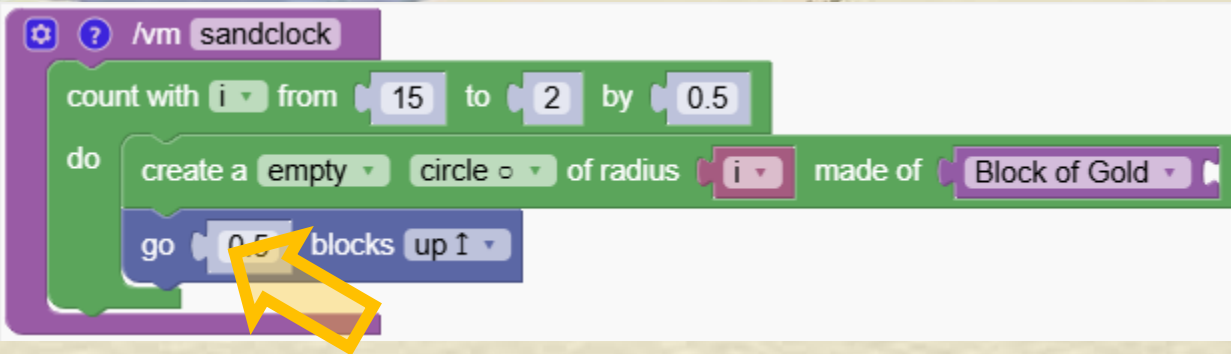 ? /vm sandclock
count with i from 15 to 2 by 0.5
do create a empty circle ○ of radius i made of Block of Gold
go 0.5 blocks up ↥